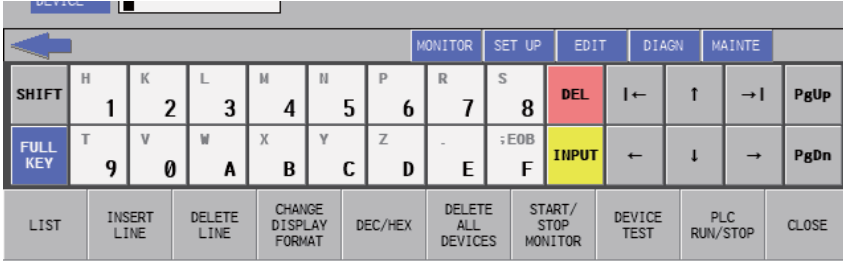 DEVICE
MONITOR SET UP EDIT DIAGN MAINTE
SHIFT H 1 K 2 L 3 M 4 N 5 P 6 R 7 S 8 DEL |← ↑ →| PgUp
FULL KEY T 9 V 0 W A X B Y C Z D - E ;EOB F INPUT ← ↓ → PgDn
LIST INSERT LINE DELETE LINE CHANGE DISPLAY FORMAT DEC/HEX DELETE ALL DEVICES START/ STOP MONITOR DEVICE TEST PLC RUN/STOP CLOSE